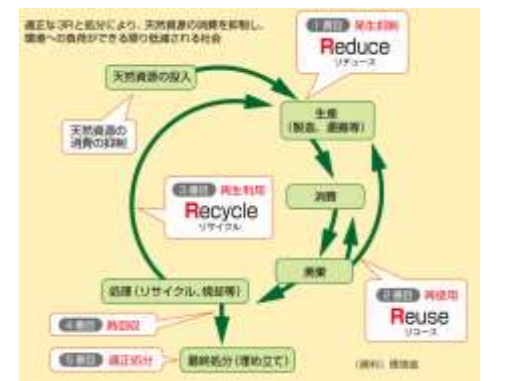 適正な3Rと処分により、天然資源の消費を抑制し、
環境への負荷ができる限り低減される社会
1番目 発生抑制
Reduce
リデュース
天然資源の投入
天然資源の
消費の抑制
生産
(製造、運搬等)
3番目 再生利用
Recycle
リサイクル
消費
廃棄
処理(リサイクル、焼却等)
2番目 再使用
Reuse
リユース
4番目 熱回収
5番目 適正処分
最終処分(埋め立て)
(資料)環境省